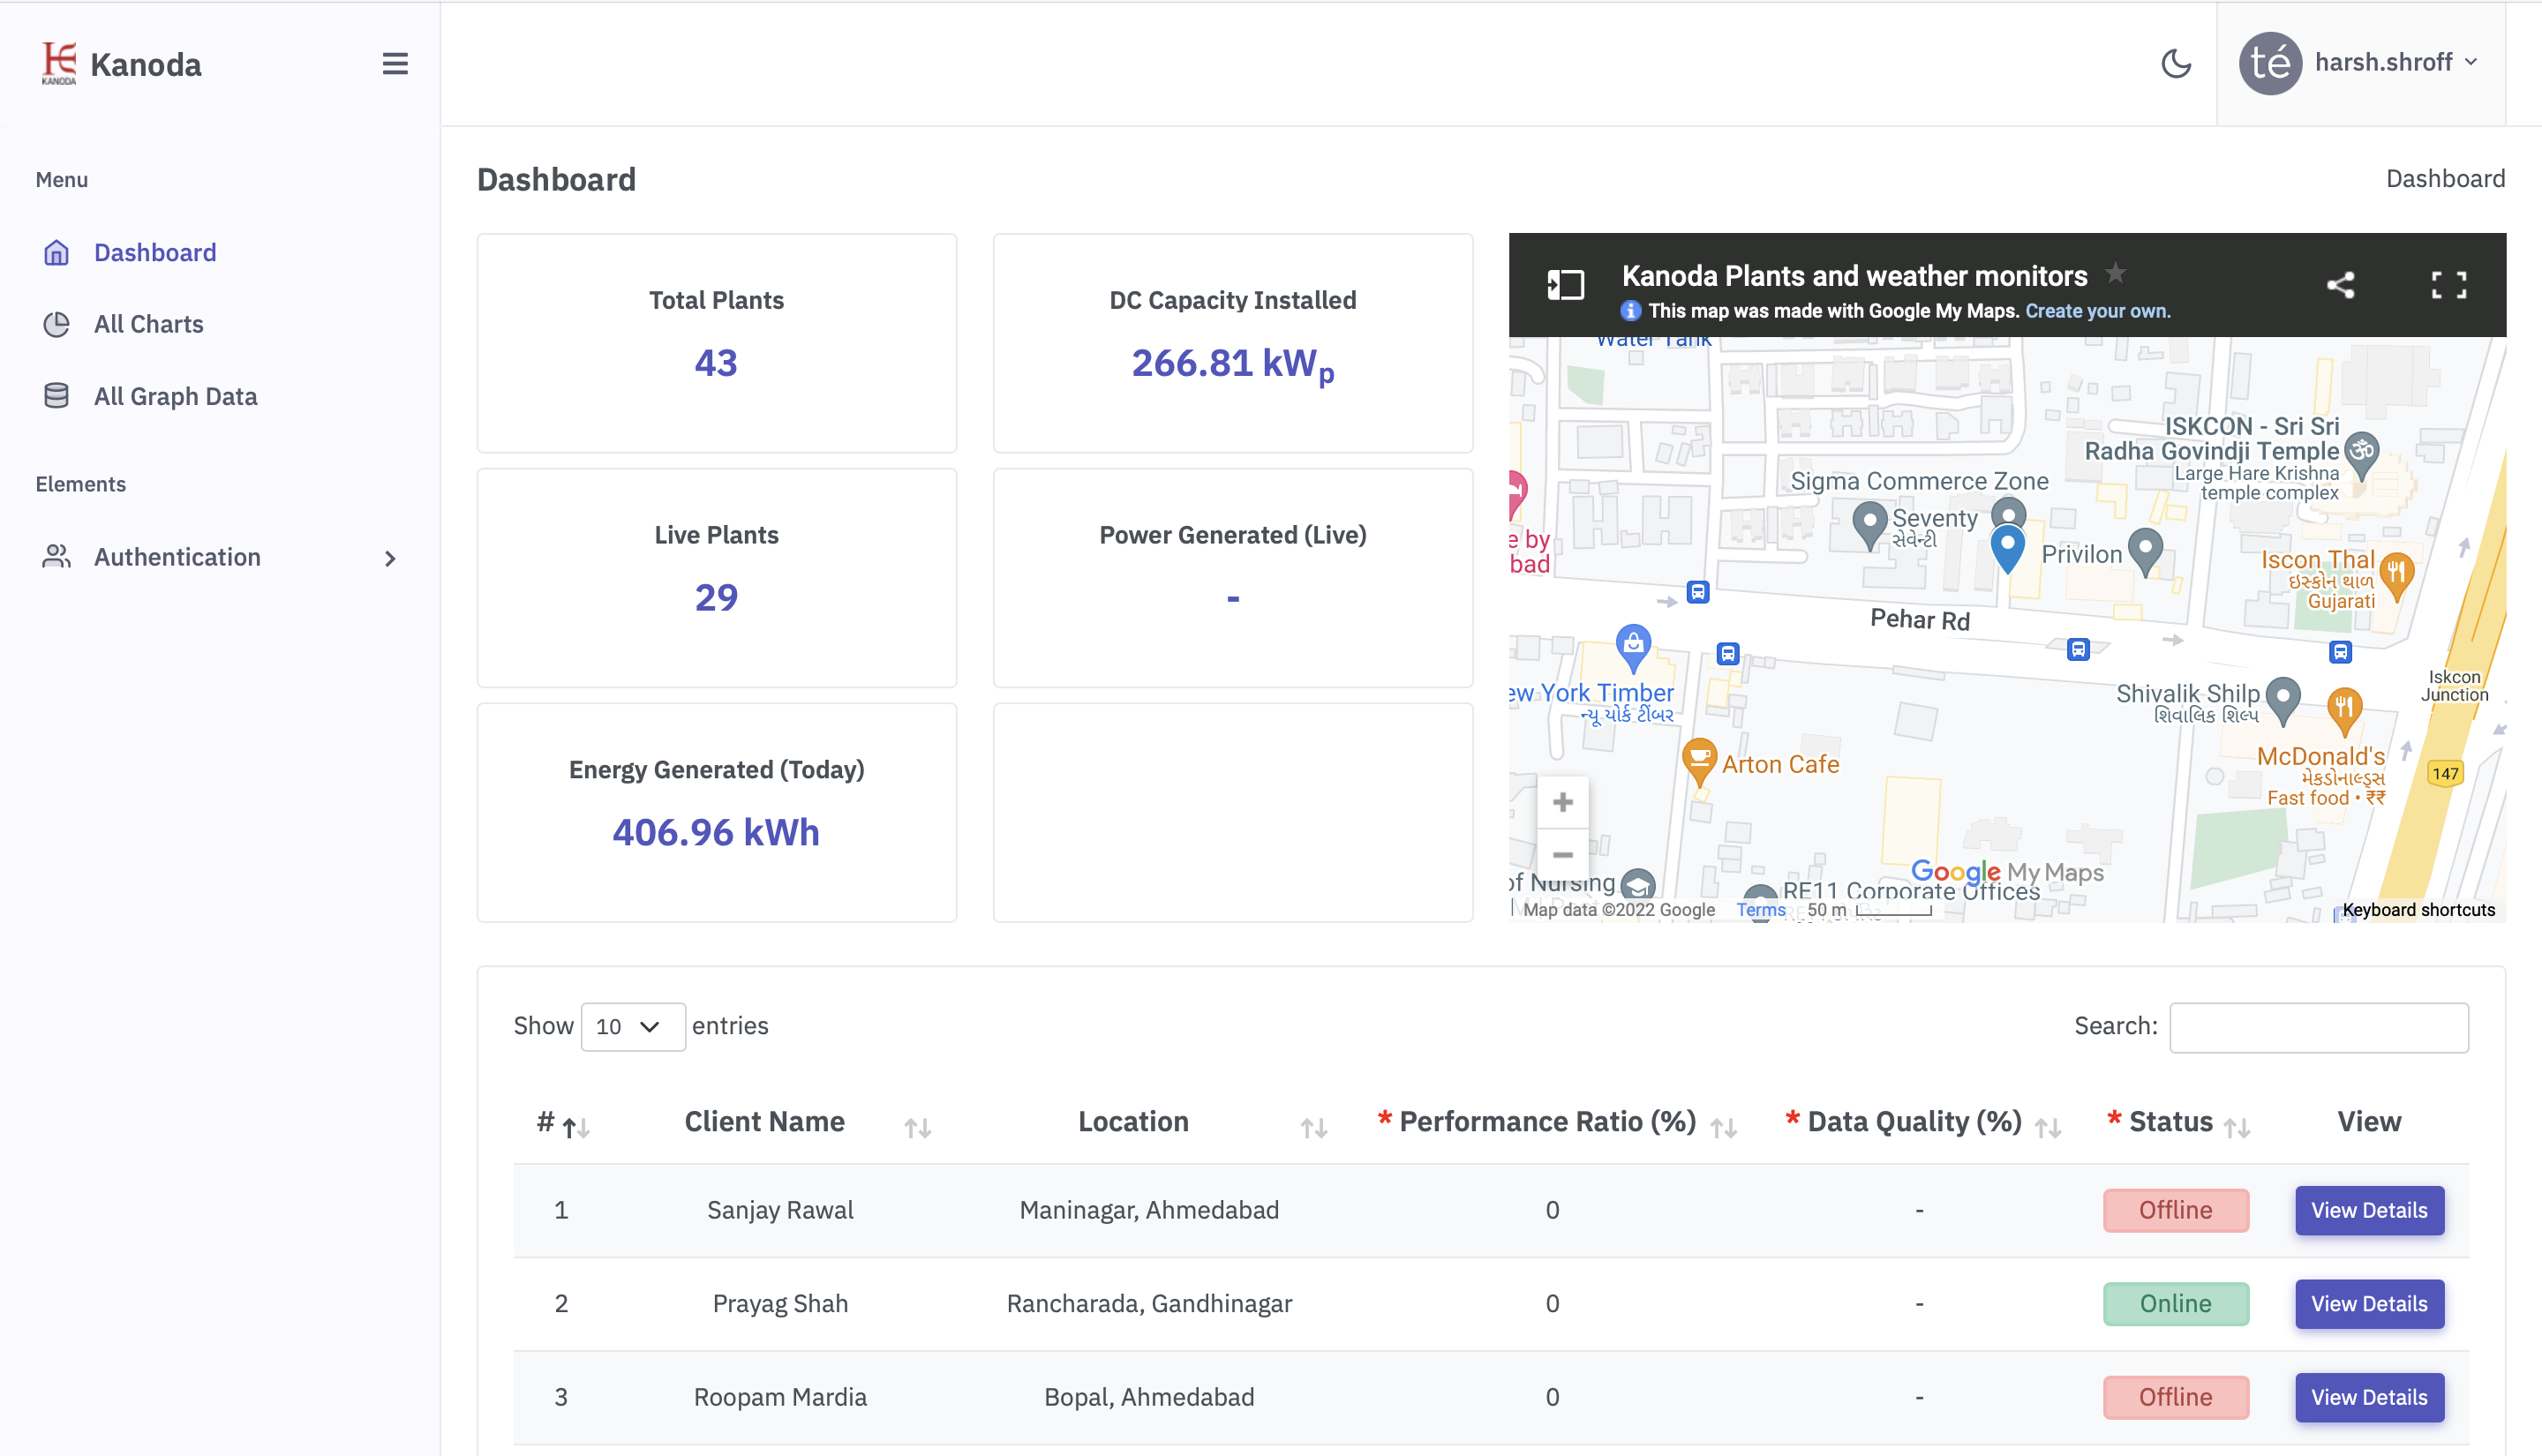 KANODA
Kanoda
té
harsh.shroff
Menu
Dashboard
All Charts
All Graph Data
Elements
Authentication
Dashboard
Dashboard
Total Plants
43
DC Capacity Installed
266.81 kWp
Live Plants
29
Power Generated (Live)
-
Energy Generated (Today)
406.96 kWh
Kanoda Plants and weather monitors
This map was made with Google My Maps. Create your own.
Water Tank
ISKCON - Sri Sri
Radha Govindji Temple
Large Hare Krishna
temple complex
ॐ
Sigma Commerce Zone
Seventy
સેવેન્ટી
Privilon
e by
bad
Iscon Thal
ઇસ્કોન થાળ
Gujarati
Pehar Rd
ew York Timber
ન્યૂ યોર્ક ટીંબર
Iskcon
Junction
Shivalik Shilp
શિવાલિક શિલ્પ
Arton Cafe
McDonald's
મેકડોનાલ્ડ્સ
Fast food • ₹₹
147
+
−
Google My Maps
of Nursing
RE11 Corporate Offices
Map data ©2022 Google
Terms
50 m
Keyboard shortcuts
Show 10 entries
Search:
# Client Name Location * Performance Ratio (%) * Data Quality (%) * Status View
1 Sanjay Rawal Maninagar, Ahmedabad 0 - Offline View Details
2 Prayag Shah Rancharada, Gandhinagar 0 - Online View Details
3 Roopam Mardia Bopal, Ahmedabad 0 - Offline View Details